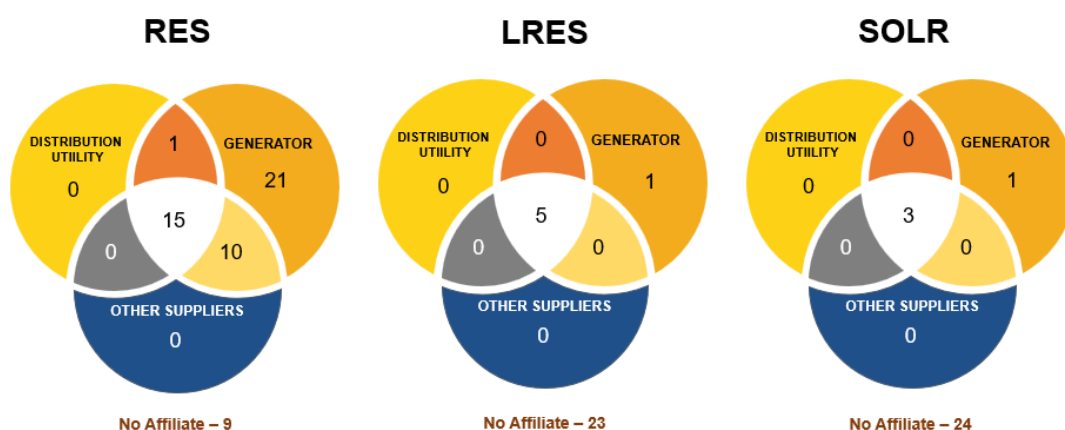 RES
LRES
SOLR
DISTRIBUTION
UTIILITY
0
1
GENERATOR
21
15
0
10
OTHER SUPPLIERS
0
No Affiliate – 9
DISTRIBUTION
UTIILITY
0
0
GENERATOR
1
5
0
0
OTHER SUPPLIERS
0
No Affiliate – 23
DISTRIBUTION
UTIILITY
0
0
GENERATOR
1
3
0
0
OTHER SUPPLIERS
0
No Affiliate – 24